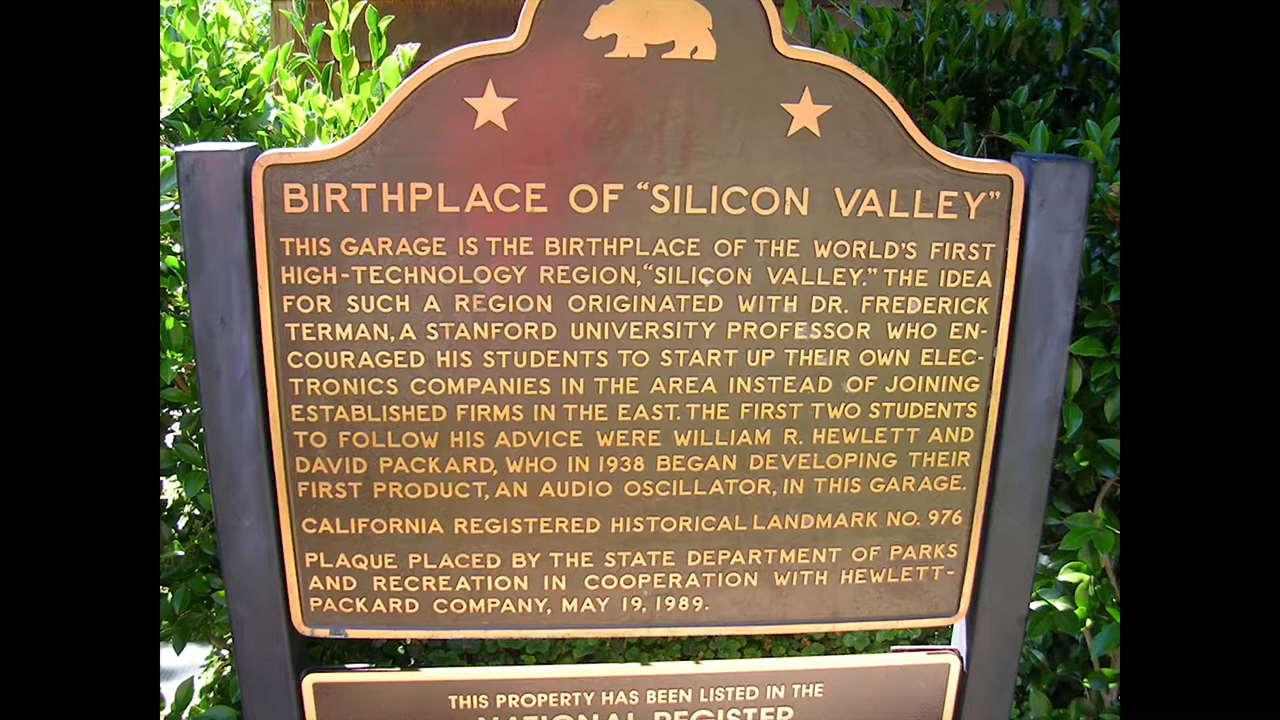 BIRTHPLACE OF “SILICON VALLEY”
THIS GARAGE IS THE BIRTHPLACE OF THE WORLD'S FIRST
HIGH-TECHNOLOGY REGION, “SILICON VALLEY.” THE IDEA
FOR SUCH A REGION ORIGINATED WITH DR. FREDERICK
TERMAN, A STANFORD UNIVERSITY PROFESSOR WHO EN-
COURAGED HIS STUDENTS TO START UP THEIR OWN ELEC-
TRONICS COMPANIES IN THE AREA INSTEAD OF JOINING
ESTABLISHED FIRMS IN THE EAST. THE FIRST TWO STUDENTS
TO FOLLOW HIS ADVICE WERE WILLIAM R. HEWLETT AND
DAVID PACKARD, WHO IN 1938 BEGAN DEVELOPING THEIR
FIRST PRODUCT, AN AUDIO OSCILLATOR, IN THIS GARAGE.
CALIFORNIA REGISTERED HISTORICAL LANDMARK NO. 976
PLAQUE PLACED BY THE STATE DEPARTMENT OF PARKS
AND RECREATION IN COOPERATION WITH HEWLETT-
PACKARD COMPANY, MAY 19, 1989.
THIS PROPERTY HAS BEEN LISTED IN THE
NATIONAL REGISTER